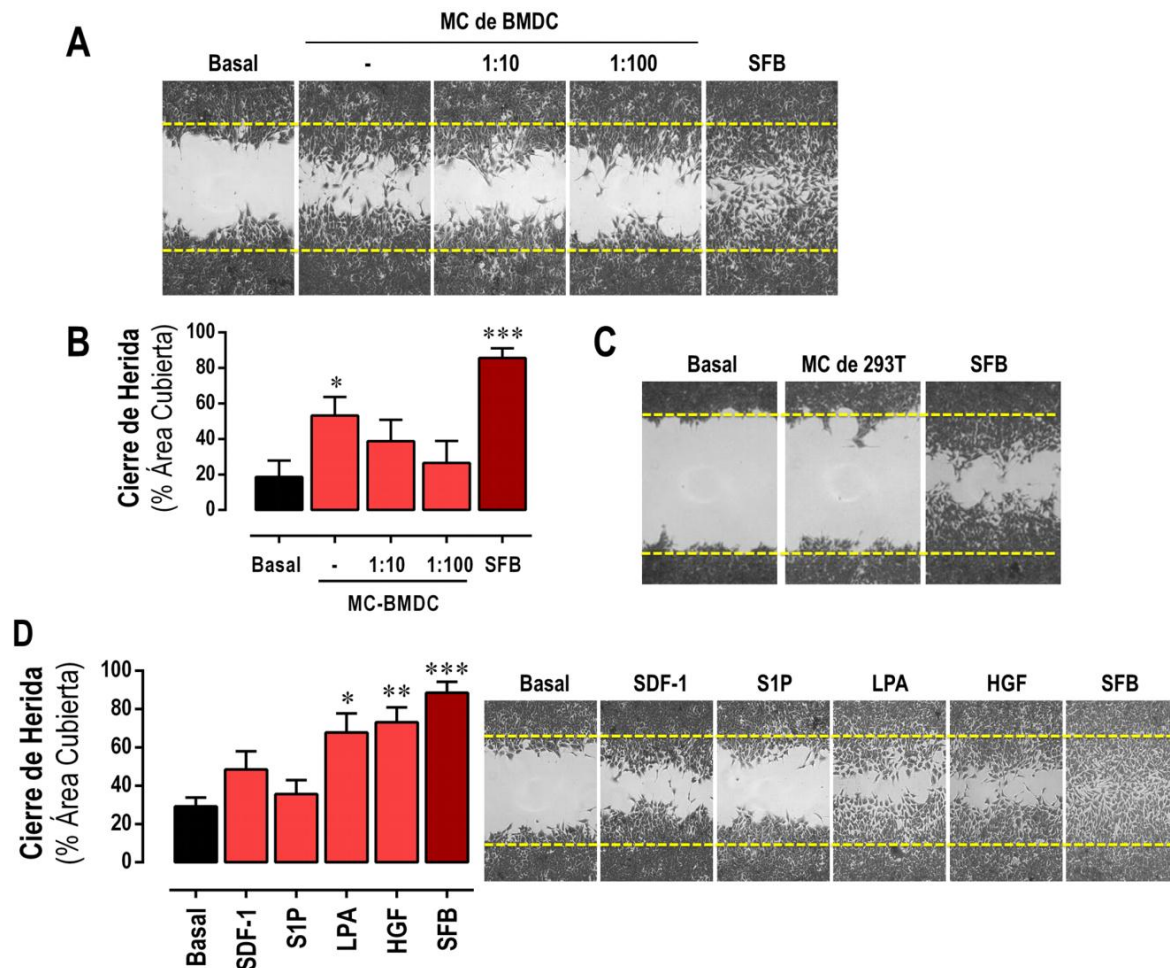 A
MC de BMDC
Basal - 1:10 1:100 SFB
B
Cierre de Herida
(% Área Cubierta)
100
80
60
40
20
0
*
***
Basal - 1:10 1:100 SFB
MC-BMDC
C
Basal MC de 293T SFB
D
Cierre de Herida
(% Área Cubierta)
100
80
60
40
20
0
*
**
***
Basal
SDF-1
S1P
LPA
HGF
SFB
Basal SDF-1 S1P LPA HGF SFB